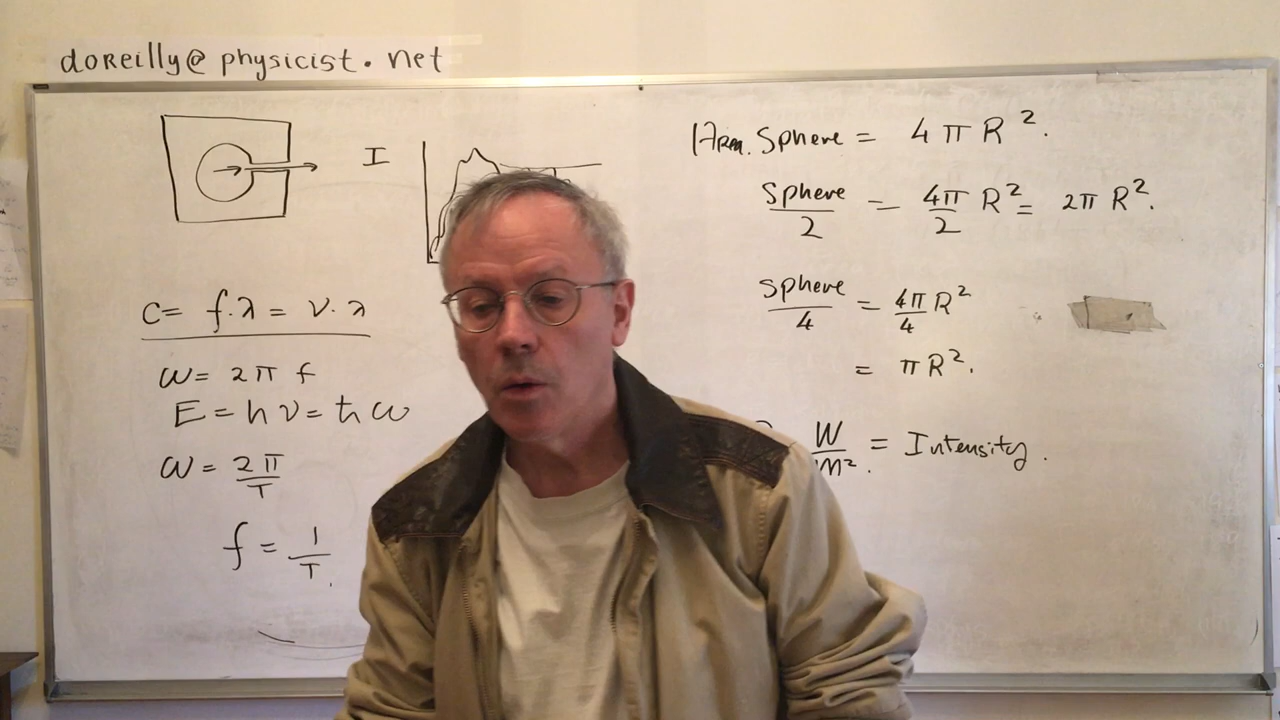 doreilly@physicist.net
I
c= f·λ = ν·λ
ω= 2π f
E= hν= ħω
ω= 2π/T
f= 1/T.
Area. Sphere = 4πR².
Sphere/2 = 4π/2 R² = 2πR².
Sphere/4 = 4π/4 R²
= πR².
W/m². = Intensity.